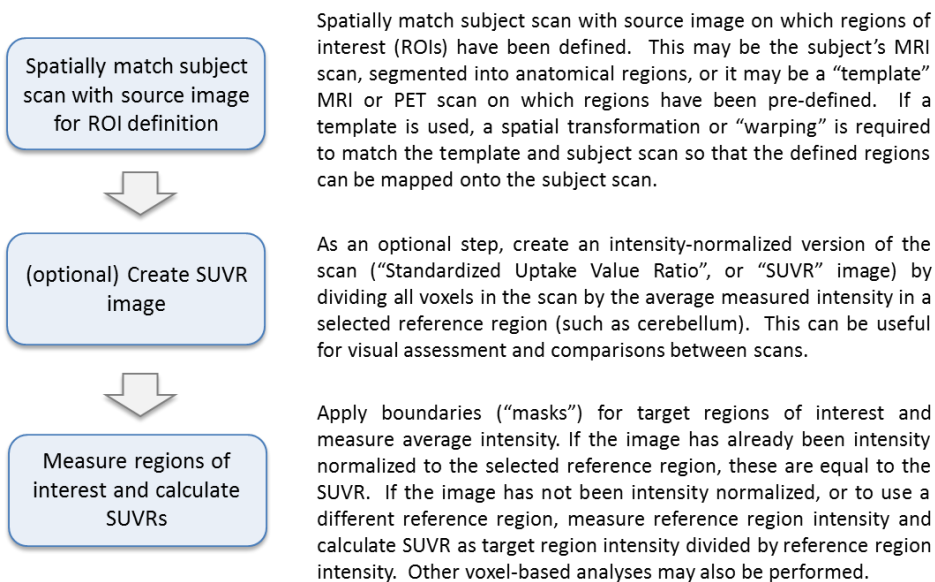 Spatially match subject
scan with source image
for ROI definition
Spatially match subject scan with source image on which regions of
interest (ROIs) have been defined. This may be the subject's MRI
scan, segmented into anatomical regions, or it may be a “template”
MRI or PET scan on which regions have been pre-defined. If a
template is used, a spatial transformation or “warping” is required
to match the template and subject scan so that the defined regions
can be mapped onto the subject scan.
(optional) Create SUVR
image
As an optional step, create an intensity-normalized version of the
scan (“Standardized Uptake Value Ratio”, or “SUVR” image) by
dividing all voxels in the scan by the average measured intensity in a
selected reference region (such as cerebellum). This can be useful
for visual assessment and comparisons between scans.
Measure regions of
interest and calculate
SUVRs
Apply boundaries (“masks”) for target regions of interest and
measure average intensity. If the image has already been intensity
normalized to the selected reference region, these are equal to the
SUVR. If the image has not been intensity normalized, or to use a
different reference region, measure reference region intensity and
calculate SUVR as target region intensity divided by reference region
intensity. Other voxel-based analyses may also be performed.